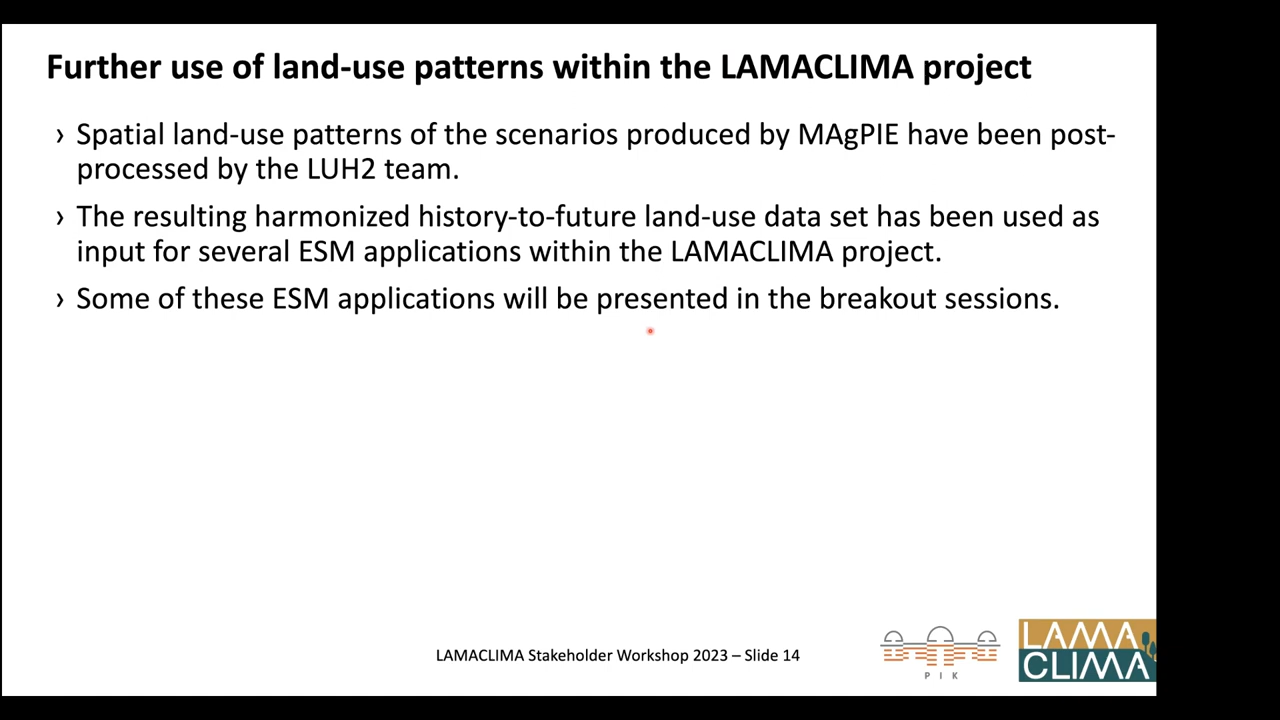 Further use of land-use patterns within the LAMACLIMA project
› Spatial land-use patterns of the scenarios produced by MAgPIE have been post-
processed by the LUH2 team.
› The resulting harmonized history-to-future land-use data set has been used as
input for several ESM applications within the LAMACLIMA project.
› Some of these ESM applications will be presented in the breakout sessions.
LAMACLIMA Stakeholder Workshop 2023 – Slide 14
PIK
LAMA
CLIMA